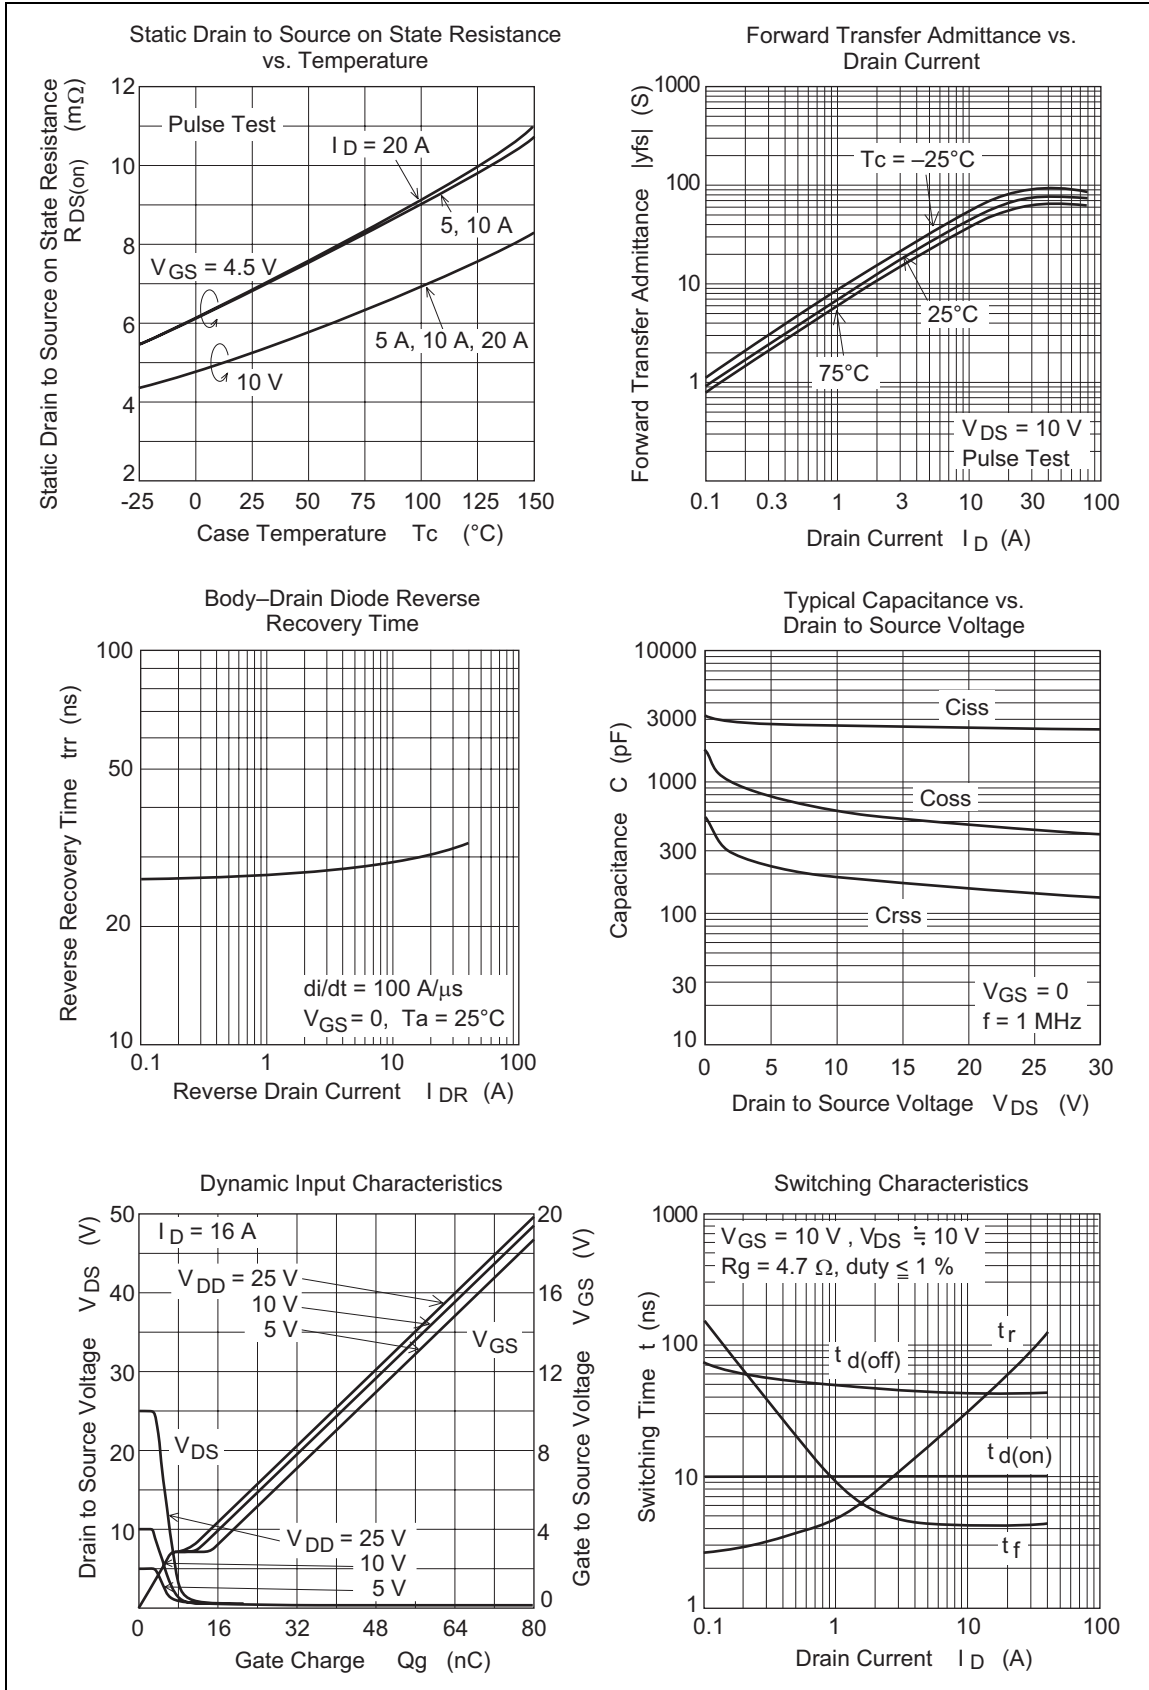 Static Drain to Source on State Resistance
vs. Temperature
Static Drain to Source on State Resistance
R DS(on) (mΩ)
12
10
8
6
4
2
Pulse Test
I D = 20 A
5, 10 A
V GS = 4.5 V
5 A, 10 A, 20 A
10 V
-25 0 25 50 75 100 125 150
Case Temperature Tc (°C)
Forward Transfer Admittance vs.
Drain Current
Forward Transfer Admittance |yfs| (S)
1000
100
10
1
Tc = –25°C
25°C
75°C
V DS = 10 V
Pulse Test
0.1 0.3 1 3 10 30 100
Drain Current I D (A)
Body–Drain Diode Reverse
Recovery Time
Reverse Recovery Time trr (ns)
100
50
20
10
di/dt = 100 A/μs
V GS = 0, Ta = 25°C
0.1 1 10 100
Reverse Drain Current I DR (A)
Typical Capacitance vs.
Drain to Source Voltage
Capacitance C (pF)
10000
3000
1000
300
100
30
10
Ciss
Coss
Crss
V GS = 0
f = 1 MHz
0 5 10 15 20 25 30
Drain to Source Voltage V DS (V)
Dynamic Input Characteristics
Drain to Source Voltage V DS (V)
50
40
30
20
10
I D = 16 A
V DD = 25 V
10 V
5 V
V GS
V DS
V DD = 25 V
10 V
5 V
20
16
12
8
4
0
Gate to Source Voltage V GS (V)
0 16 32 48 64 80
Gate Charge Qg (nC)
Switching Characteristics
Switching Time t (ns)
1000
100
10
1
V GS = 10 V , V DS ≒ 10 V
Rg = 4.7 Ω, duty ≦ 1 %
t r
t d(off)
t d(on)
t f
0.1 1 10 100
Drain Current I D (A)